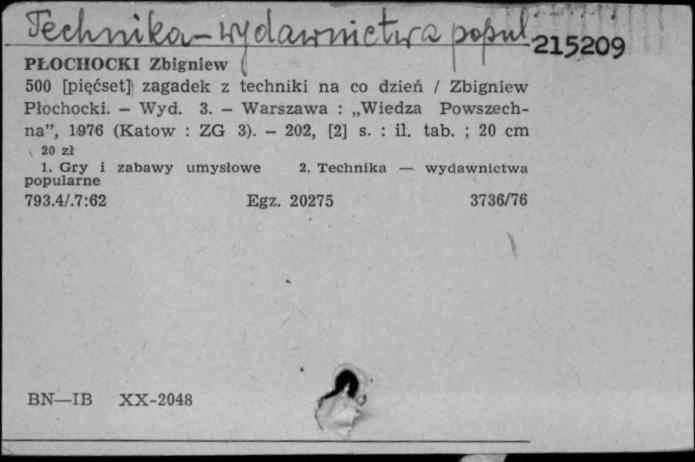 Technika-wydawnictwa popul.
215209
PŁOCHOCKI Zbigniew
500 [pięćset] zagadek z techniki na co dzień / Zbigniew
Płochocki. — Wyd. 3. — Warszawa : „Wiedza Powszech-
na”, 1976 (Katow : ZG 3). — 202, [2] s. : il. tab. ; 20 cm
20 zł
1. Gry i zabawy umysłowe 2. Technika — wydawnictwa
popularne
793.4/.7:62 Egz. 20275 3736/76
BN—IB XX-2048